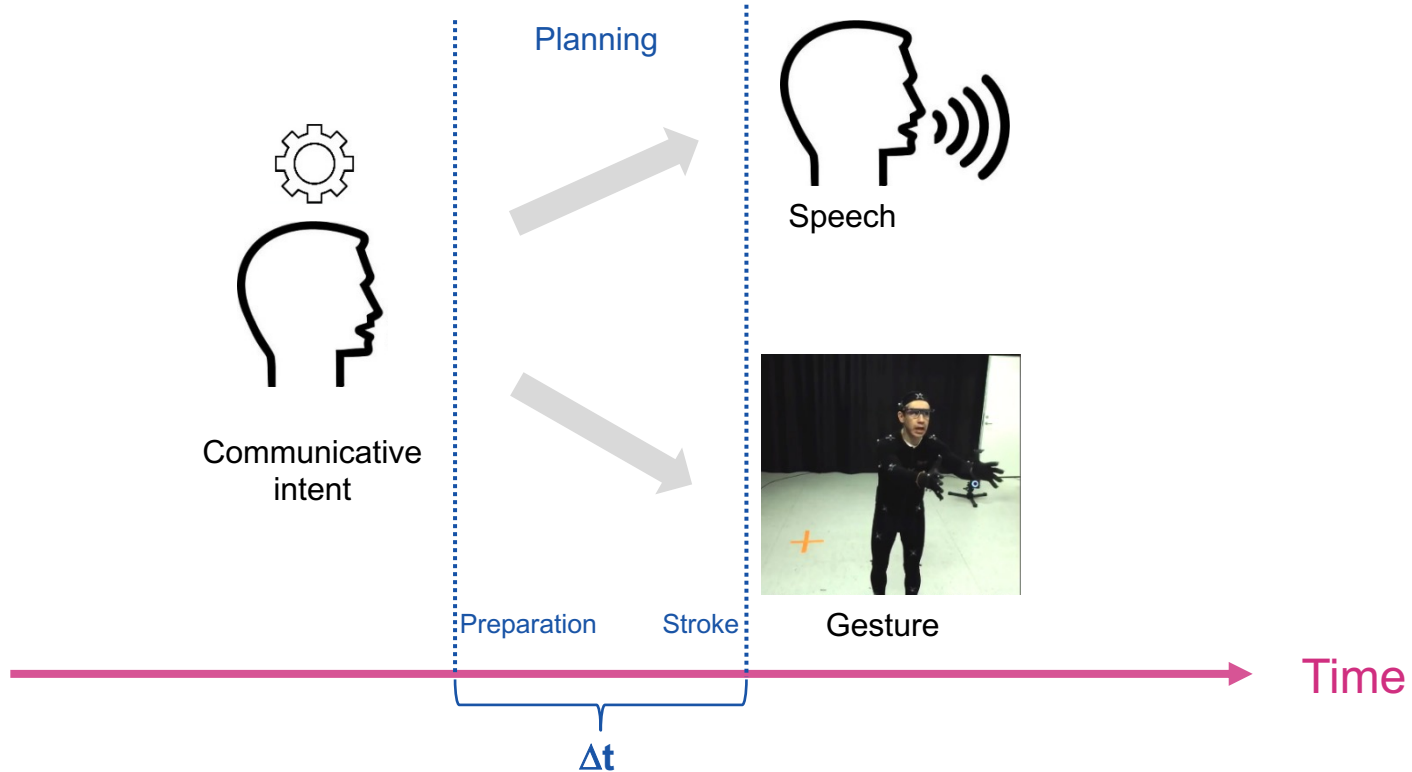 Planning
Speech
Communicative
intent
Preparation
Stroke
Gesture
Time
Δt